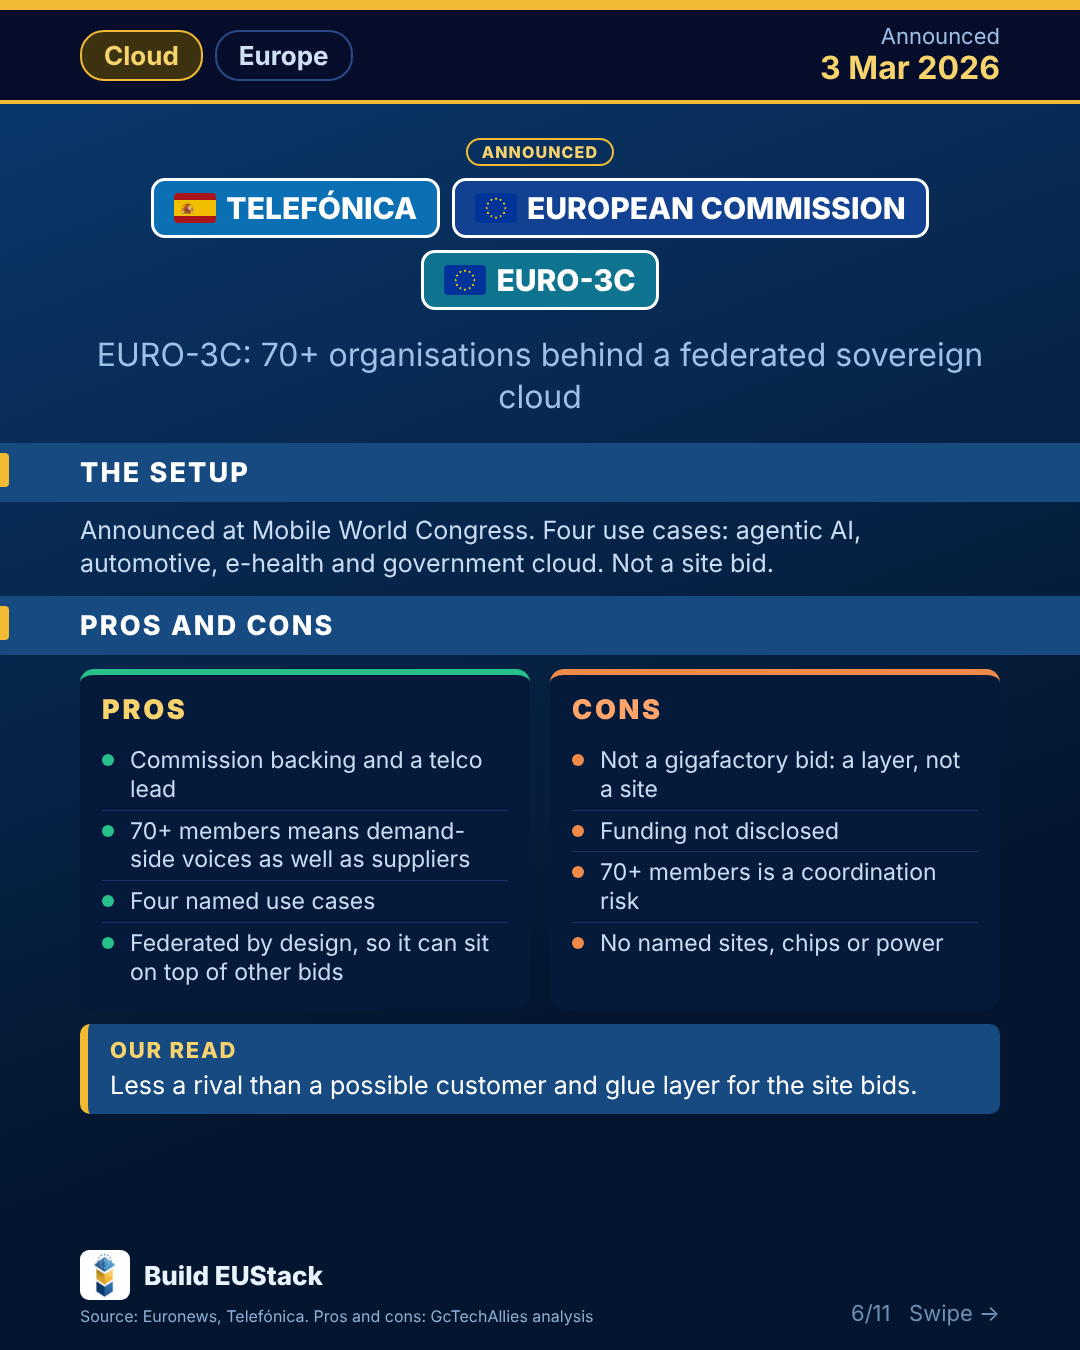 Cloud
Europe
Announced
3 Mar 2026
ANNOUNCED
TELEFÓNICA
EUROPEAN COMMISSION
EURO-3C
EURO-3C: 70+ organisations behind a federated sovereign
cloud
THE SETUP
Announced at Mobile World Congress. Four use cases: agentic AI,
automotive, e-health and government cloud. Not a site bid.
PROS AND CONS
PROS
Commission backing and a telco
lead
70+ members means demand-
side voices as well as suppliers
Four named use cases
Federated by design, so it can sit
on top of other bids
CONS
Not a gigafactory bid: a layer, not
a site
Funding not disclosed
70+ members is a coordination
risk
No named sites, chips or power
OUR READ
Less a rival than a possible customer and glue layer for the site bids.
Build EUStack
Source: Euronews, Telefónica. Pros and cons: GcTechAllies analysis
6/11 Swipe →